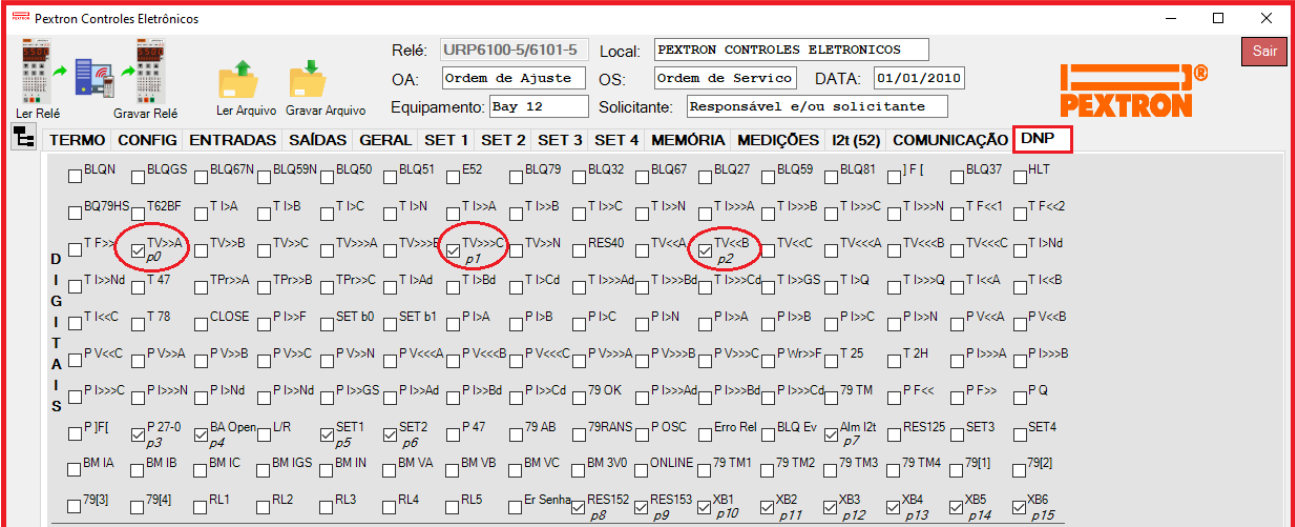 Pextron Controles Eletrônicos
Relé: URP6100-5/6101-5 Local: PEXTRON CONTROLES ELETRONICOS Sair
OA: Ordem de Ajuste OS: Ordem de Servico DATA: 01/01/2010
Ler Relé Gravar Relé Ler Arquivo Gravar Arquivo Equipamento: Bay 12 Solicitante: Responsável e/ou solicitante PEXTRON®
TERMO CONFIG ENTRADAS SAÍDAS GERAL SET 1 SET 2 SET 3 SET 4 MEMÓRIA MEDIÇÕES I2t (52) COMUNICAÇÃO DNP
DIGITAIS
BLQN BLQGS BLQ67N BLQ59N BLQ50 BLQ51 E52 BLQ79 BLQ32 BLQ67 BLQ27 BLQ59 BLQ81 ] F [ BLQ37 HLT
BQ79HS T62BF T I>A T I>B T I>C T I>N T I>>A T I>>B T I>>C T I>>N T I>>>A T I>>>B T I>>>C T I>>>N T F<<1 T F<<2
T F>> TV>>A TV>>B TV>>C TV>>>A TV>>>B TV>>>C TV>>N RES40 TV<<A TV<<B TV<<C TV<<<A TV<<<B TV<<<C T I>Nd
p0 p1 p2
T I>>Nd T 47 TPr>>A TPr>>B TPr>>C T I>Ad T I>Bd T I>Cd T I>>>Ad T I>>>Bd T I>>>Cd T I>>GS T I>Q T I>>>Q T I<<A T I<<B
T I<<C T 78 CLOSE P I>>F SET b0 SET b1 P I>A P I>B P I>C P I>N P I>>A P I>>B P I>>C P I>>N P V<<A P V<<B
P V<<C P V>>A P V>>B P V>>C P V>>N P V<<<A P V<<<B P V<<<C P V>>>A P V>>>B P V>>>C P Wr>>F T 25 T 2H P I>>>A P I>>>B
P I>>>C P I>>>N P I>Nd P I>>Nd P I>>GS P I>>Ad P I>>Bd P I>>Cd 79 OK P I>>>Ad P I>>>Bd P I>>>Cd 79 TM P F<< P F>> P Q
P ]F[ P 27-0 BA Open L/R SET1 SET2 P 47 79 AB 79RANS P OSC Erro Rel BLQ Ev Alm I2t RES125 SET3 SET4
p3 p4 p5 p6 p7
BM IA BM IB BM IC BM IGS BM IN BM VA BM VB BM VC BM 3V0 ONLINE 79 TM1 79 TM2 79 TM3 79 TM4 79[1] 79[2]
79[3] 79[4] RL1 RL2 RL3 RL4 RL5 Er Senha RES152 RES153 XB1 XB2 XB3 XB4 XB5 XB6
p8 p9 p10 p11 p12 p13 p14 p15